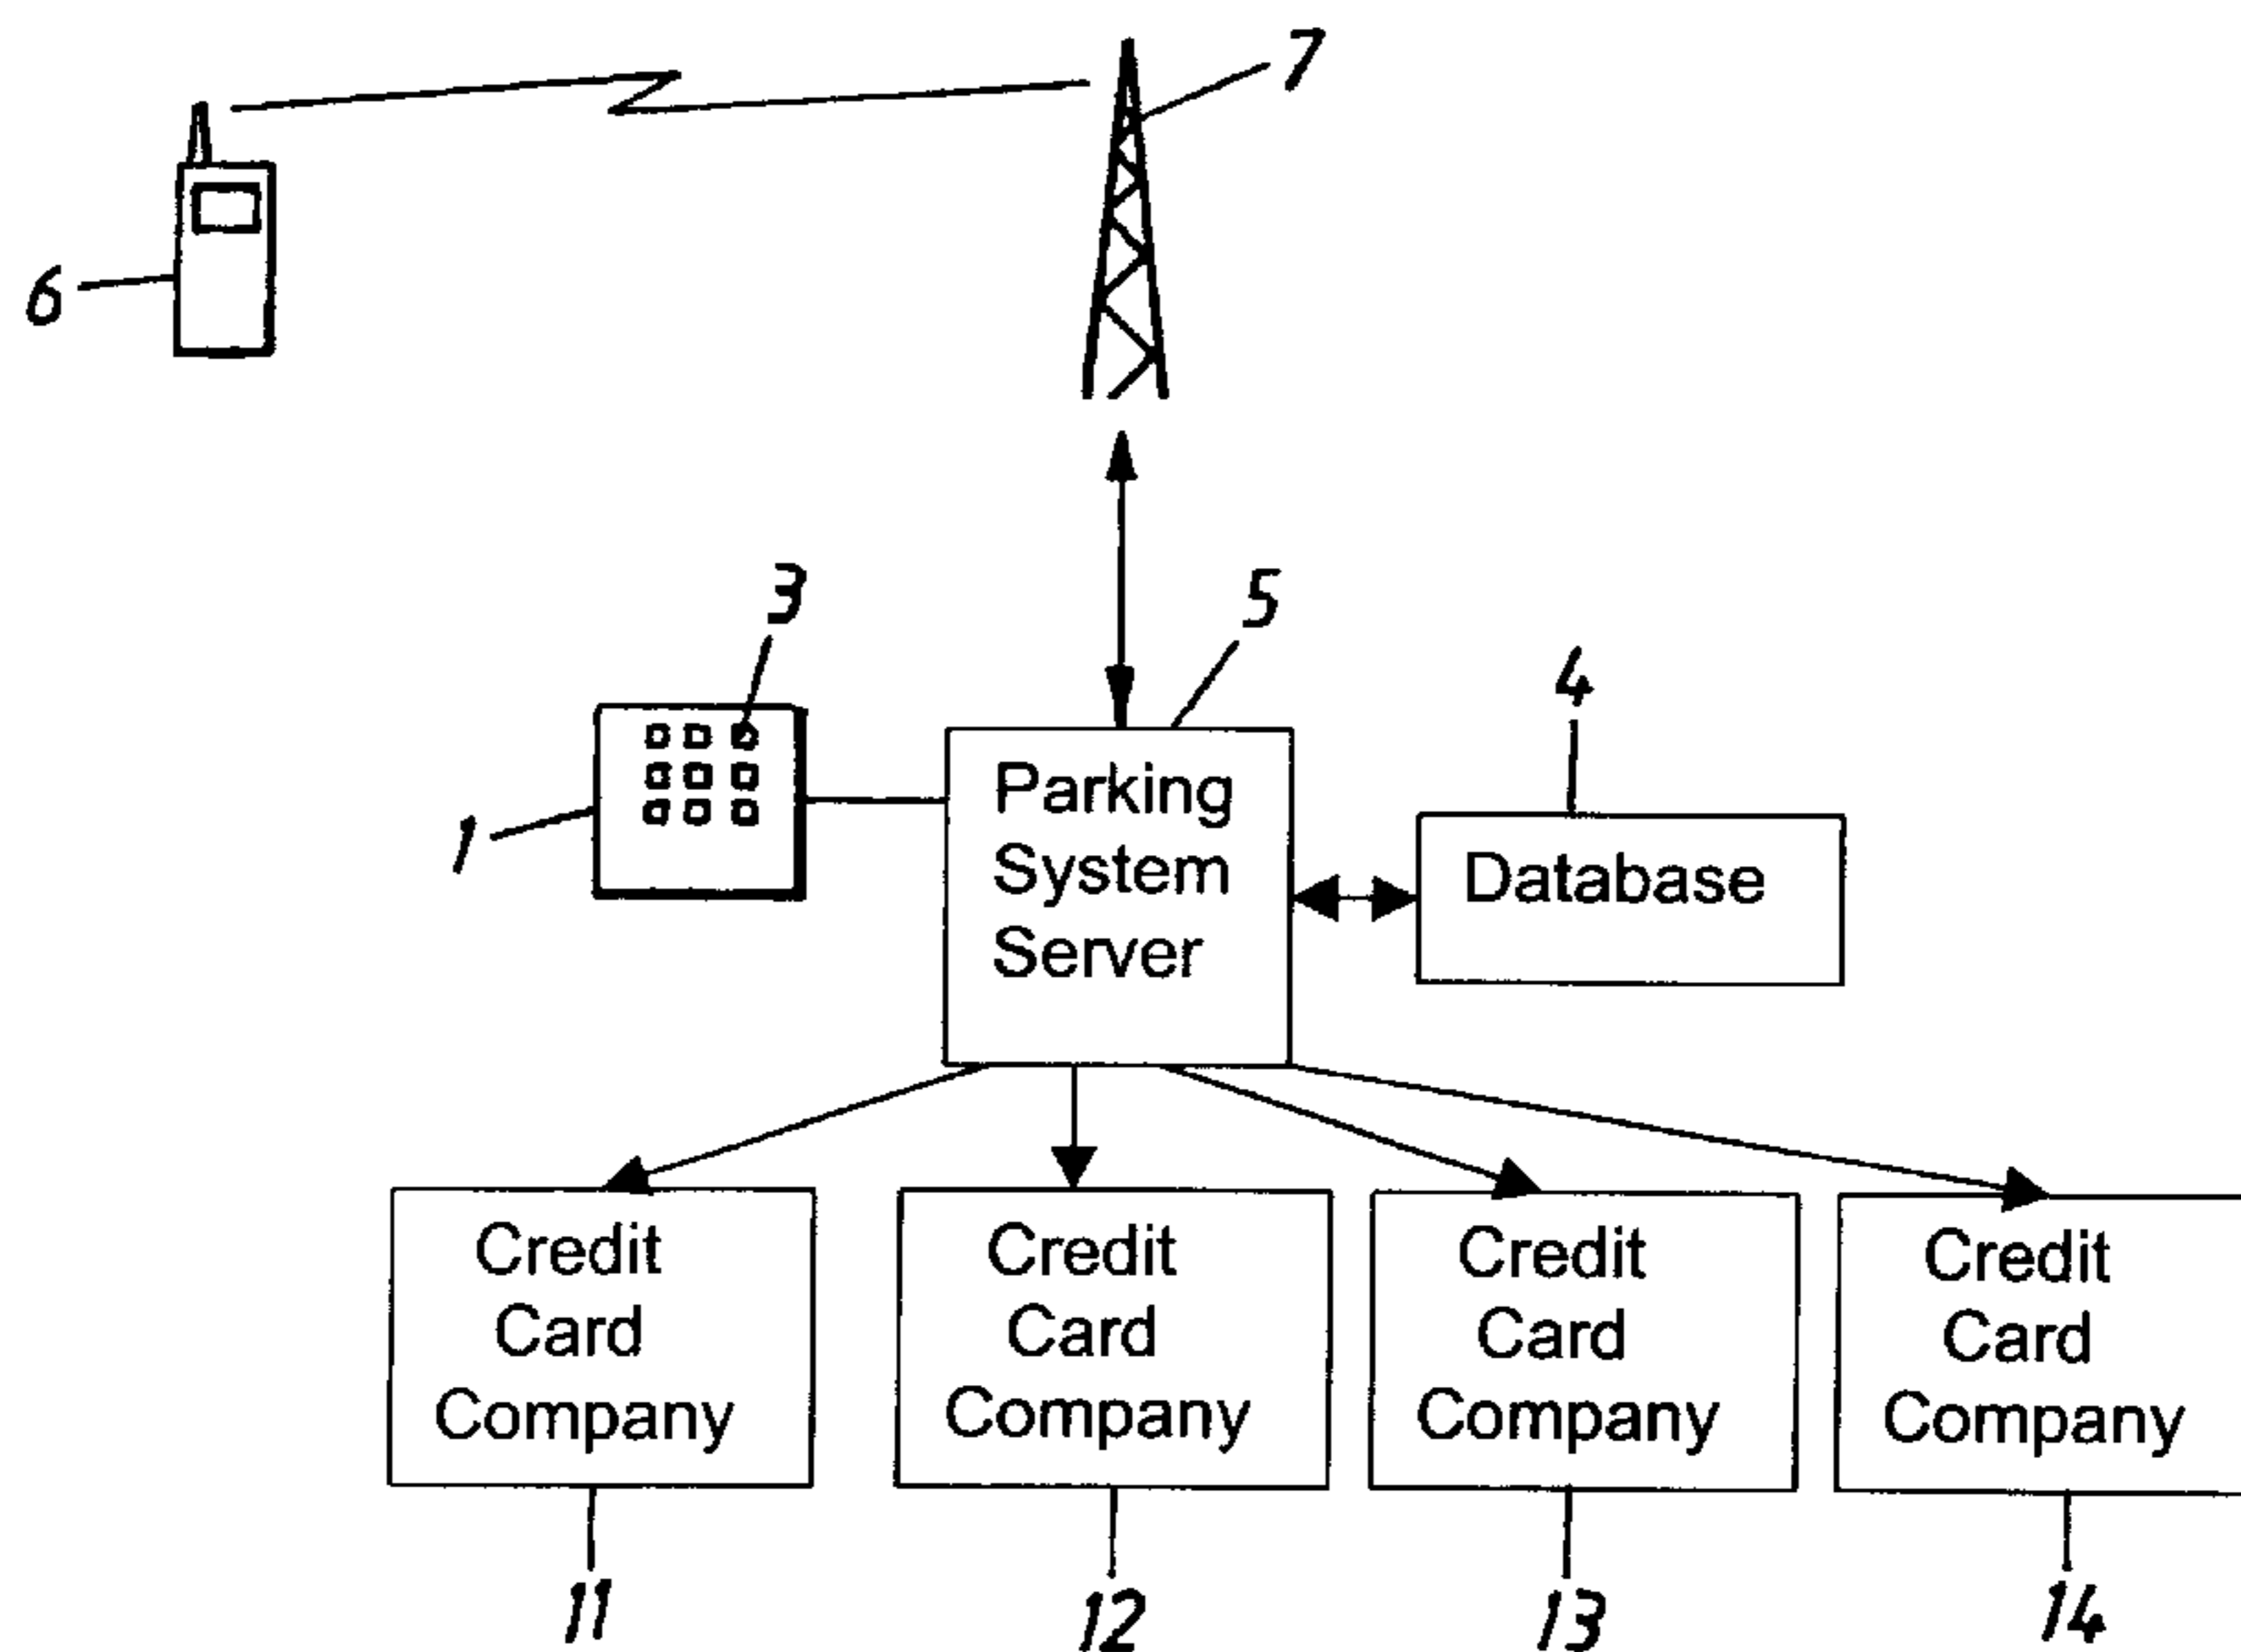 7
6
3
5
4
1
Parking
System
Server
Database
Credit
Card
Company
Credit
Card
Company
Credit
Card
Company
Credit
Card
Company
11
12
13
14